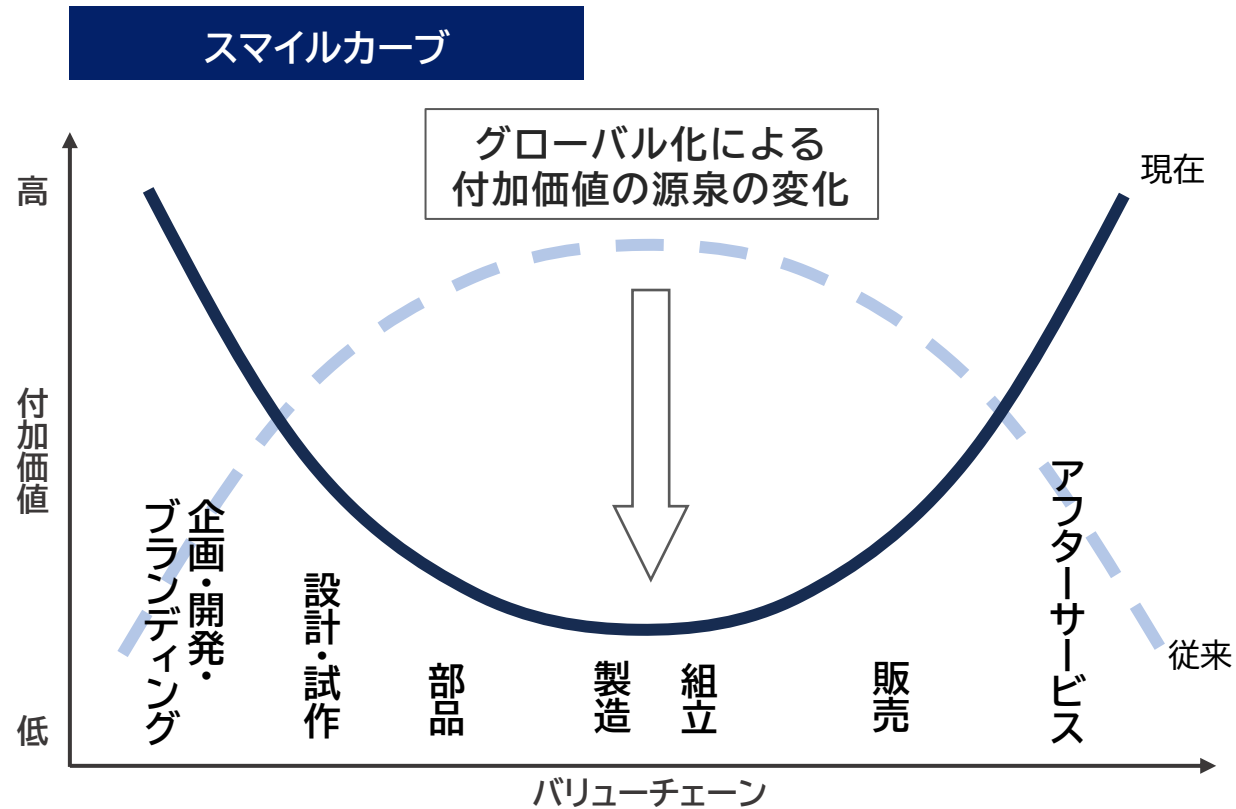 スマイルカーブ
グローバル化による
付加価値の源泉の変化
現在
高
付加価値
企画・開発・
ブランディング
設計・試作
部品
製造
組立
販売
アフターサービス
従来
低
バリューチェーン